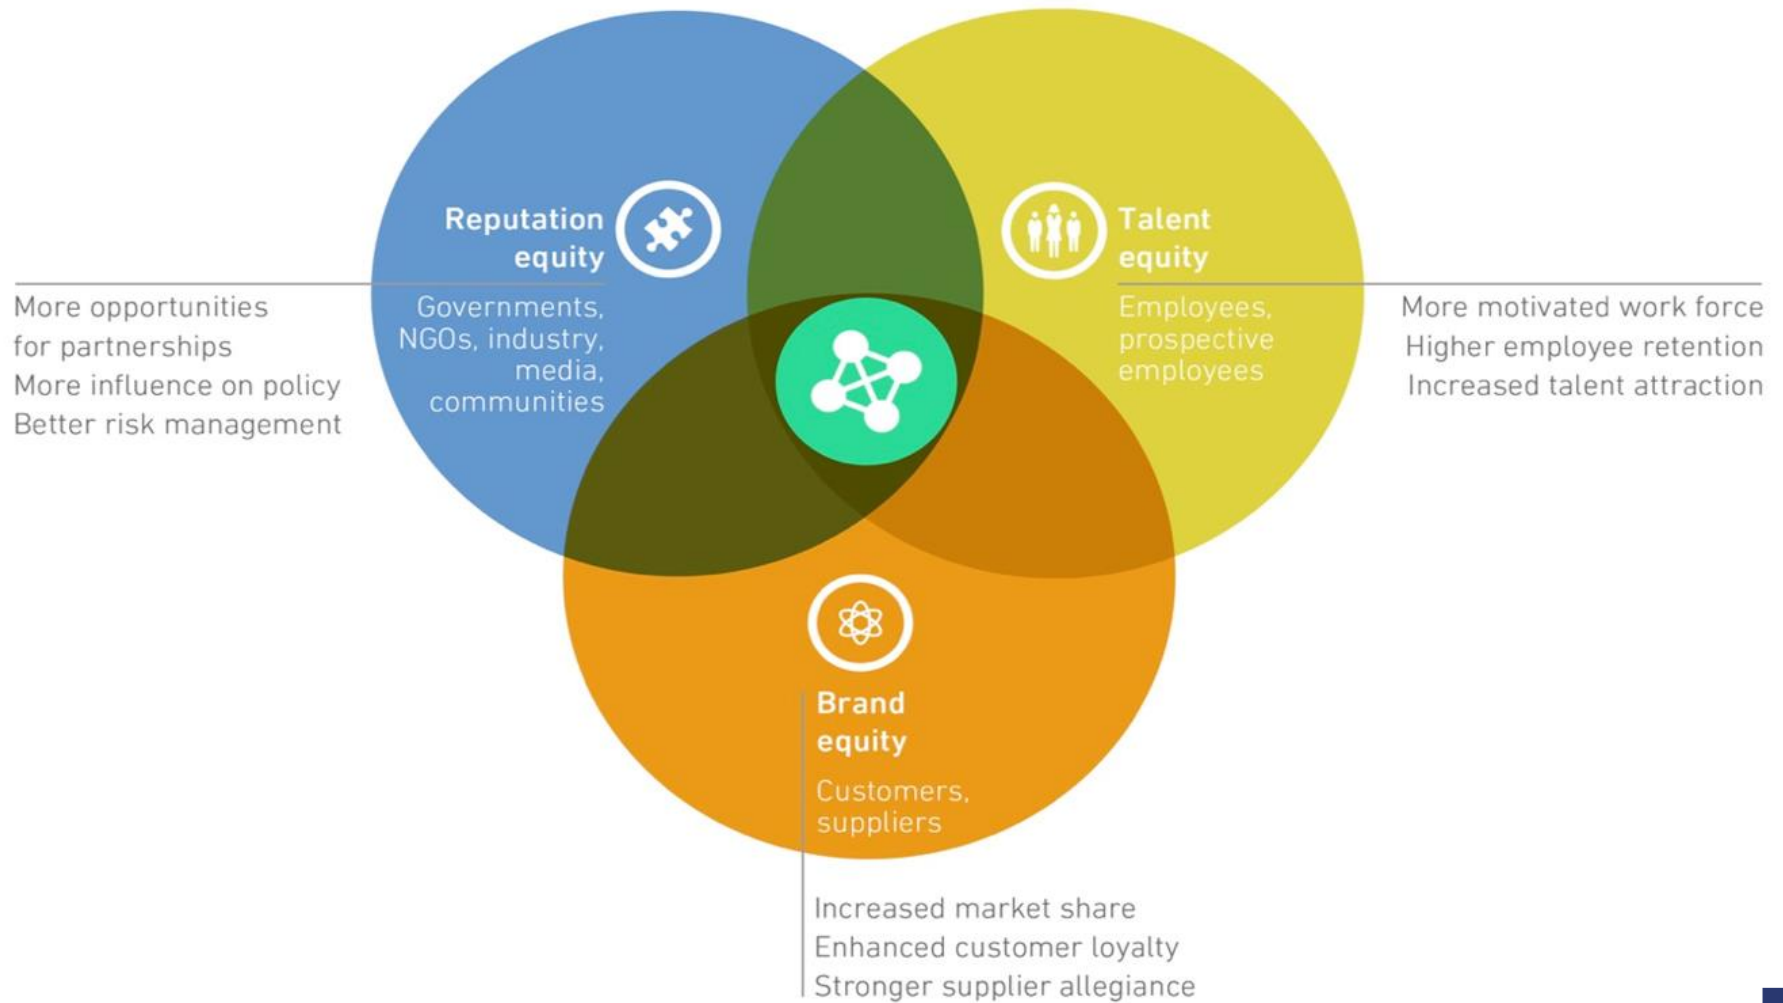 Reputation
equity
Governments,
NGOs, industry,
media,
communities
More opportunities
for partnerships
More influence on policy
Better risk management
Talent
equity
Employees,
prospective
employees
More motivated work force
Higher employee retention
Increased talent attraction
Brand
equity
Customers,
suppliers
Increased market share
Enhanced customer loyalty
Stronger supplier allegiance